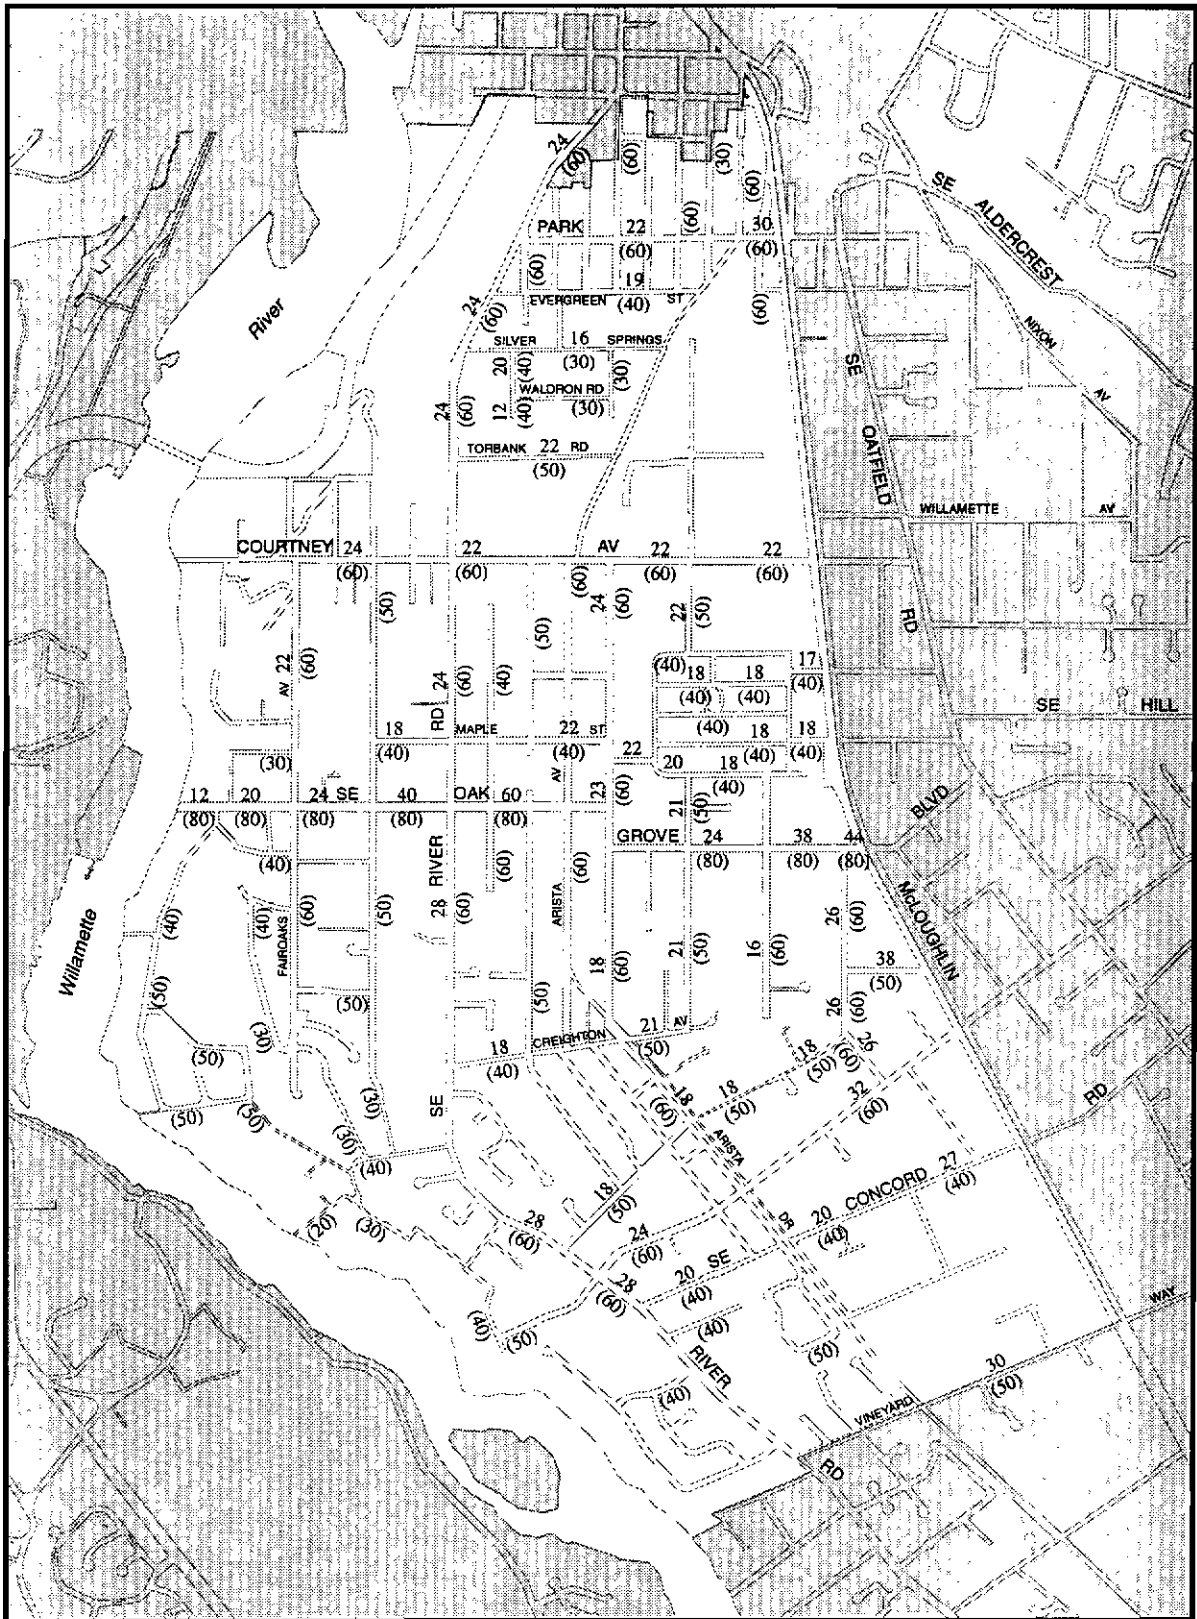 24
(60)
(60)
(30)
(60)
SE ALDERCREST
PARK 22 (60) 30
(60) (60)
(60)
19
EVERGREEN (40) ST
24
(60)
(60)
River
NIXON AV
SILVER 16 SPRINGS
(30)
20 (40)
(30)
WALDRON RD
12 (40)
(30)
24 (60)
SE OATFIELD RD
TORBANK 22 RD
(50)
WILLAMETTE AV
COURTNEY 24 22 AV 22 22
(60) (60) (60) (60)
(50)
(60)
24 (60)
22 (50)
(50)
AV 22 (60)
24 (60)
(40)
(40) 17
18 18 (40)
(40) (40)
SE HILL
RD
18 MAPLE 22 ST
(40) (40)
(40)
18 18
(40) (40)
22
(30)
AV
20 18
(40)
23 (60)
21 (50)
12 20 24 SE 40 OAK 60
(80) (80) (80) (80) (80)
BLVD
GROVE 24 38 44
(80) (80) (80)
(40)
RIVER
(60)
(60)
28 (60)
ARISTA
(40)
(40)
FAIROAKS
(60)
(50)
McLOUGHLIN
26 (60)
Willamette
18 (60)
21 (50)
16 (60)
38
(50)
(50)
(50)
(50)
26 (60)
(30)
CREIGHTON 21 AV
(50)
18
(40)
(50)
18
(50)
26
(60)
32
(60)
18
(60)
18
(50)
RD
(50)
(50)
(30)
(30)
(40)
SE
ARISTA DR
CONCORD 27
(40)
20
(40)
18
(50)
(20)
(30)
28
(60)
24
(60)
20 SE
(40)
28
(60)
(40)
(50)
(40)
(50)
RIVER
(40)
30
(50)
WAY
VINEYARD
RD